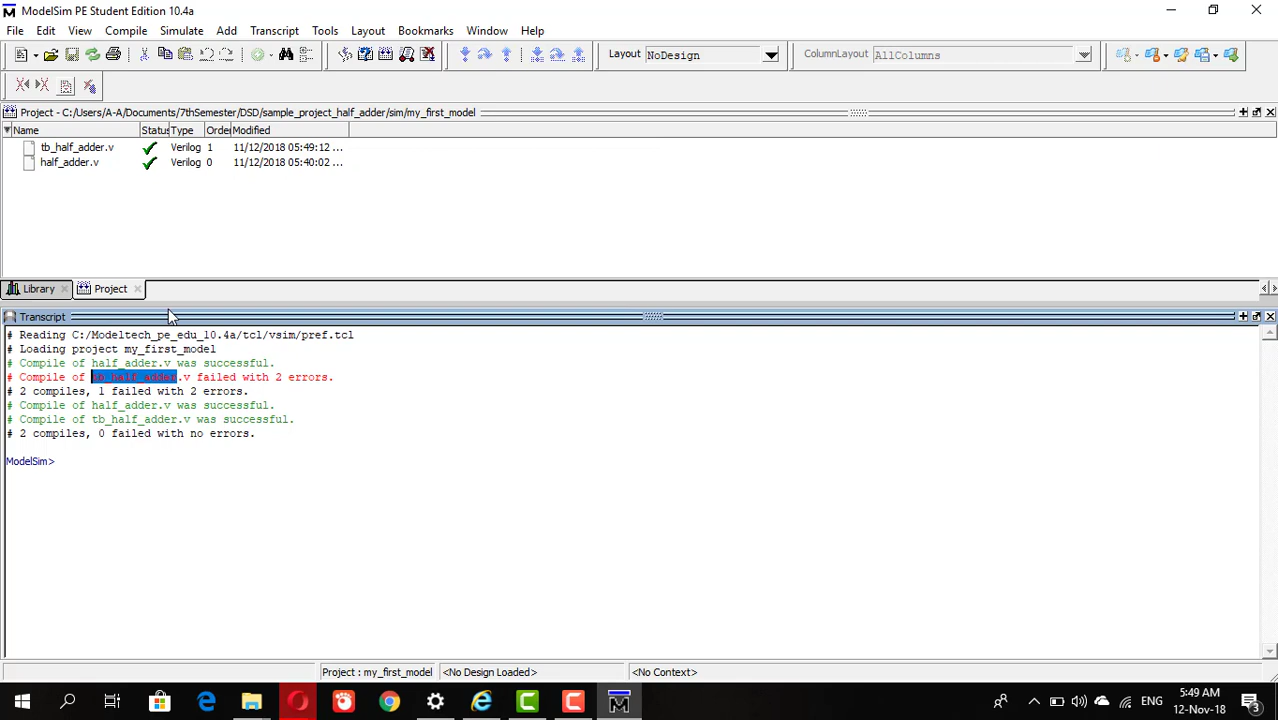 ModelSim PE Student Edition 10.4a
File Edit View Compile Simulate Add Transcript Tools Layout Bookmarks Window Help
Layout NoDesign ColumnLayout AllColumns
Project - C:/Users/A-A/Documents/7thSemester/DSD/sample_project_half_adder/sim/my_first_model
Name Status Type Order Modified
tb_half_adder.v Verilog 1 11/12/2018 05:49:12 ...
half_adder.v Verilog 0 11/12/2018 05:40:02 ...
Library Project
Transcript
# Reading C:/Modeltech_pe_edu_10.4a/tcl/vsim/pref.tcl
# Loading project my_first_model
# Compile of half_adder.v was successful.
# Compile of tb_half_adder.v failed with 2 errors.
# 2 compiles, 1 failed with 2 errors.
# Compile of half_adder.v was successful.
# Compile of tb_half_adder.v was successful.
# 2 compiles, 0 failed with no errors.
ModelSim>
Project : my_first_model <No Design Loaded> <No Context>
ENG 5:49 AM
12-Nov-18 3